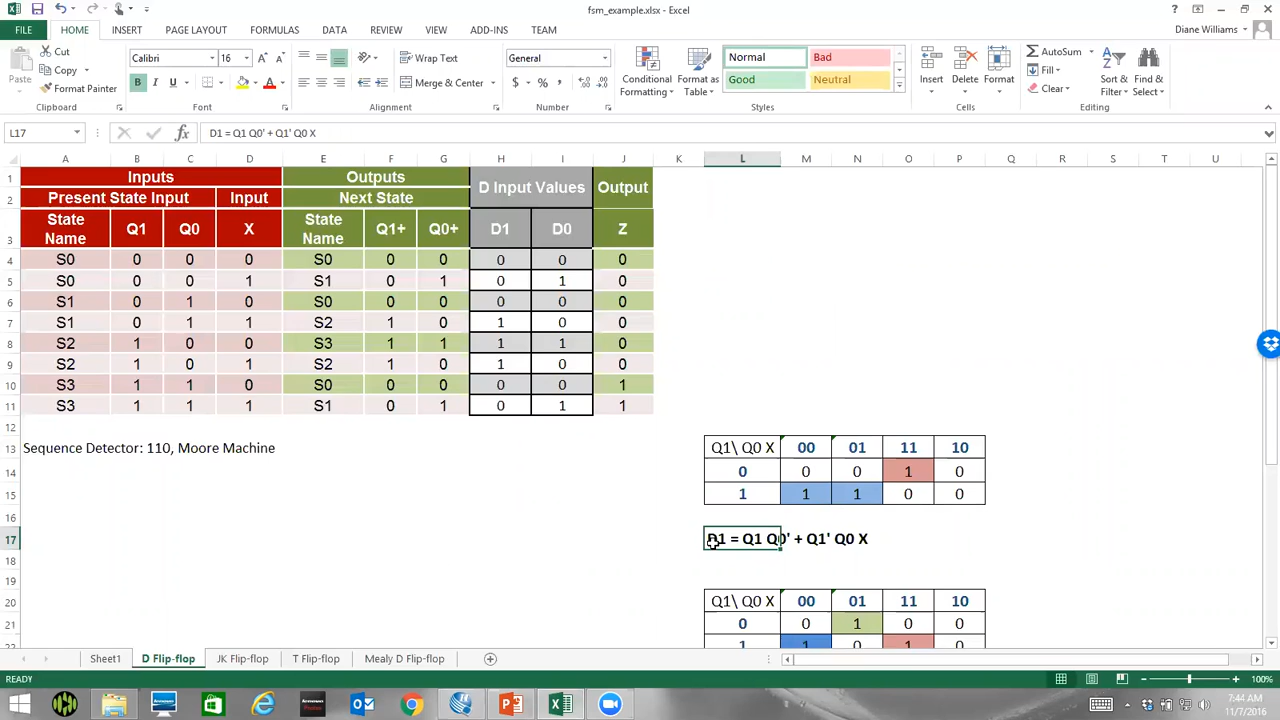 fsm_example.xlsx - Excel
FILE HOME INSERT PAGE LAYOUT FORMULAS DATA REVIEW VIEW ADD-INS TEAM Diane Williams
Paste Cut Copy Format Painter Clipboard
Calibri 16 B I U Font
Wrap Text Merge & Center Alignment
General $ % , Number
Conditional Formatting Format as Table Normal Bad Good Neutral Styles
Insert Delete Format Cells
AutoSum Fill Clear Sort & Filter Find & Select Editing
L17 fx D1 = Q1 Q0' + Q1' Q0 X
A B C D E F G H I J K L M N O P Q R S T U
1 Inputs Outputs D Input Values Output
2 Present State Input Input Next State
3 State Name Q1 Q0 X State Name Q1+ Q0+ D1 D0 Z
4 S0 0 0 0 S0 0 0 0 0 0
5 S0 0 0 1 S1 0 1 0 1 0
6 S1 0 1 0 S0 0 0 0 0 0
7 S1 0 1 1 S2 1 0 1 0 0
8 S2 1 0 0 S3 1 1 1 1 0
9 S2 1 0 1 S2 1 0 1 0 0
10 S3 1 1 0 S0 0 0 0 0 1
11 S3 1 1 1 S1 0 1 0 1 1
12
13 Sequence Detector: 110, Moore Machine Q1\ Q0 X 00 01 11 10
14 0 0 0 1 0
15 1 1 1 0 0
16
17 D1 = Q1 Q0' + Q1' Q0 X
18
19
20 Q1\ Q0 X 00 01 11 10
21 0 0 1 0 0
22 1 1 0 1 0
Sheet1 D Flip-flop JK Flip-flop T Flip-flop Mealy D Flip-flop
READY 100%
7:44 AM
11/7/2016